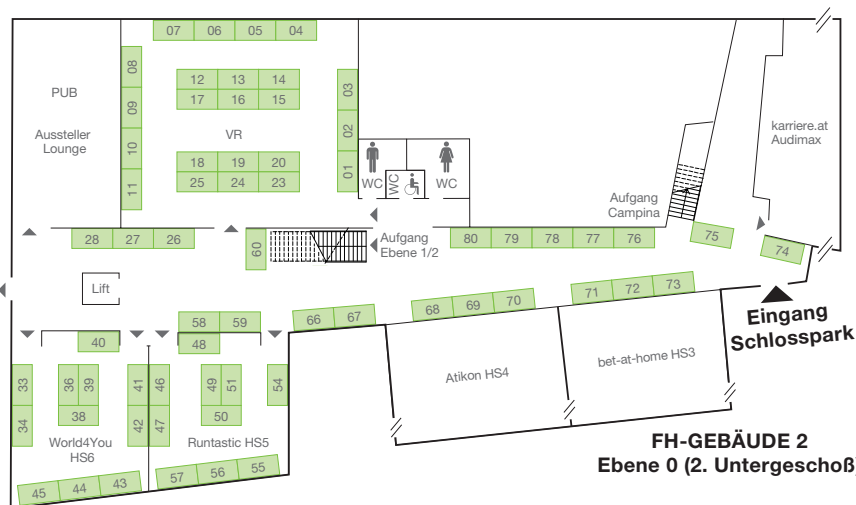 07 06 05 04
08
09
10
11
PUB
Aussteller
Lounge
12 13 14
17 16 15
VR
18 19 20
25 24 23
03
02
01
WC
WC
WC
karriere.at
Audimax
Aufgang
Campina
28 27 26
60
Aufgang
Ebene 1/2
80 79 78 77 76
75
74
Lift
58 59
66 67
68 69 70
71 72 73
Eingang
Schlosspark
40
48
33
34
36 39
38
41
42
46
47
49 51
50
54
Atikon HS4
bet-at-home HS3
World4You
HS6
Runtastic HS5
45 44 43
57 56 55
FH-GEBÄUDE 2
Ebene 0 (2. Untergeschoß)